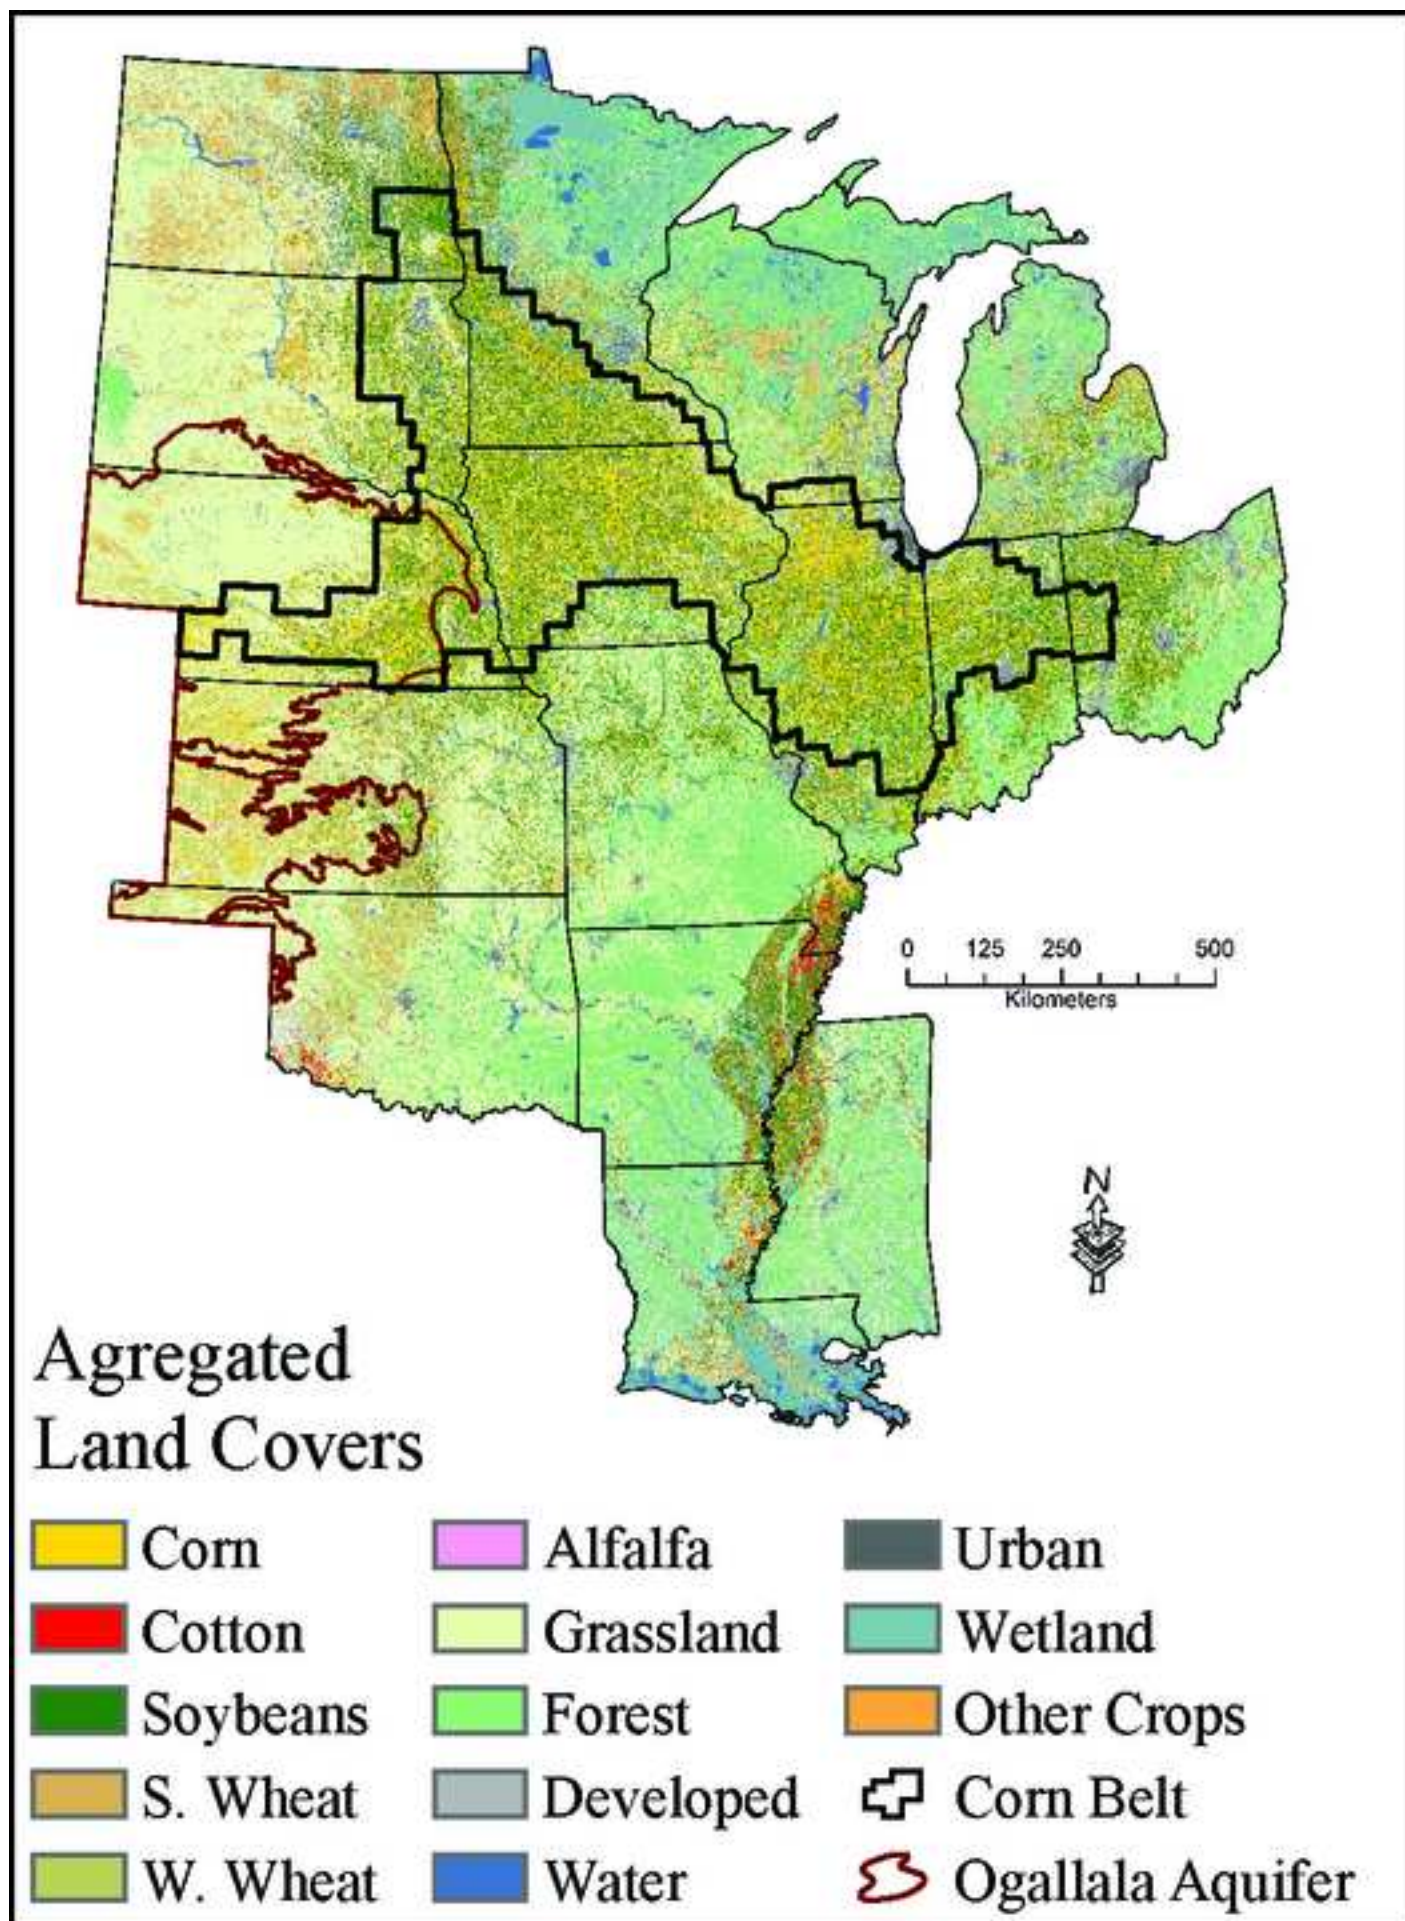 0 125 250 500
Kilometers
N
Agregated
Land Covers
Corn
Alfalfa
Urban
Cotton
Grassland
Wetland
Soybeans
Forest
Other Crops
S. Wheat
Developed
Corn Belt
W. Wheat
Water
Ogallala Aquifer